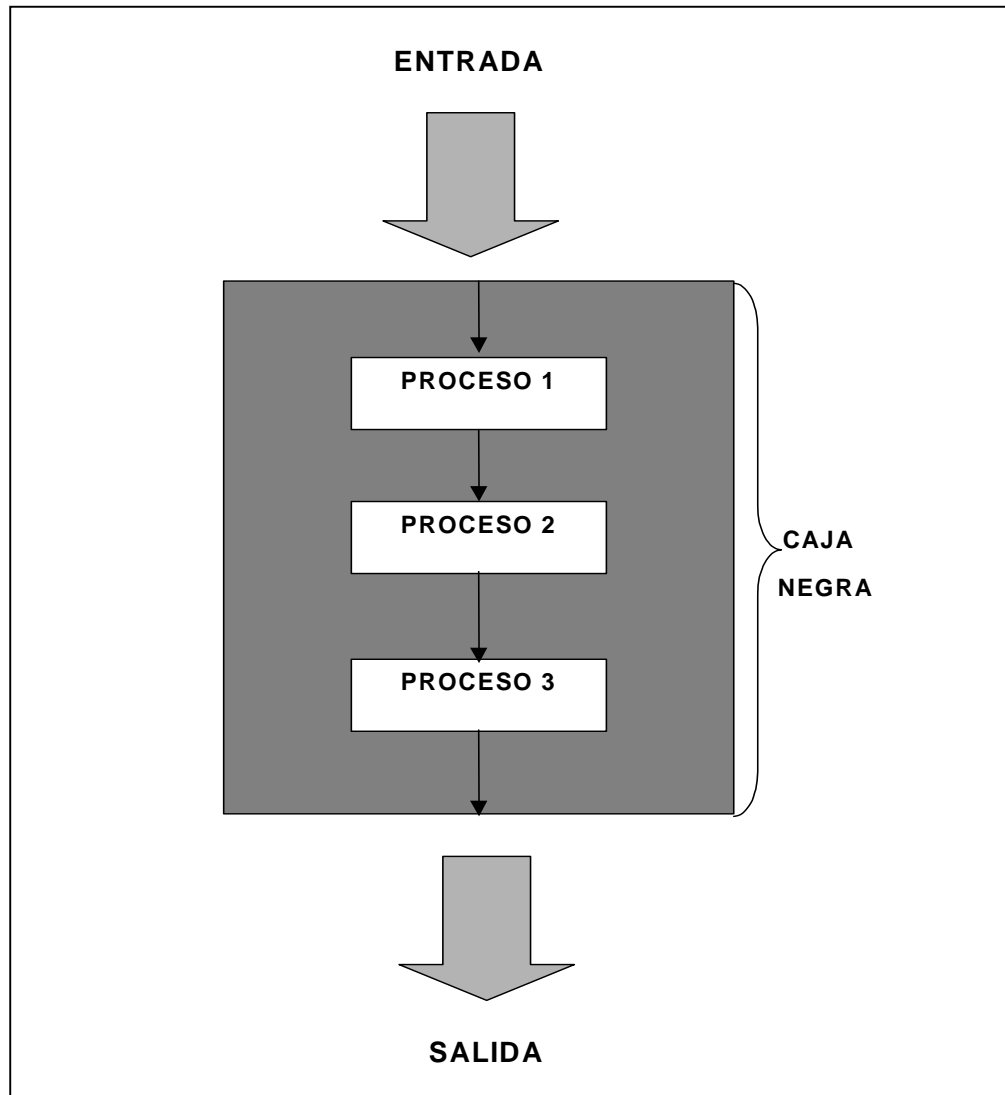 ENTRADA
PROCESO 1
PROCESO 2
CAJA
NEGRA
PROCESO 3
SALIDA